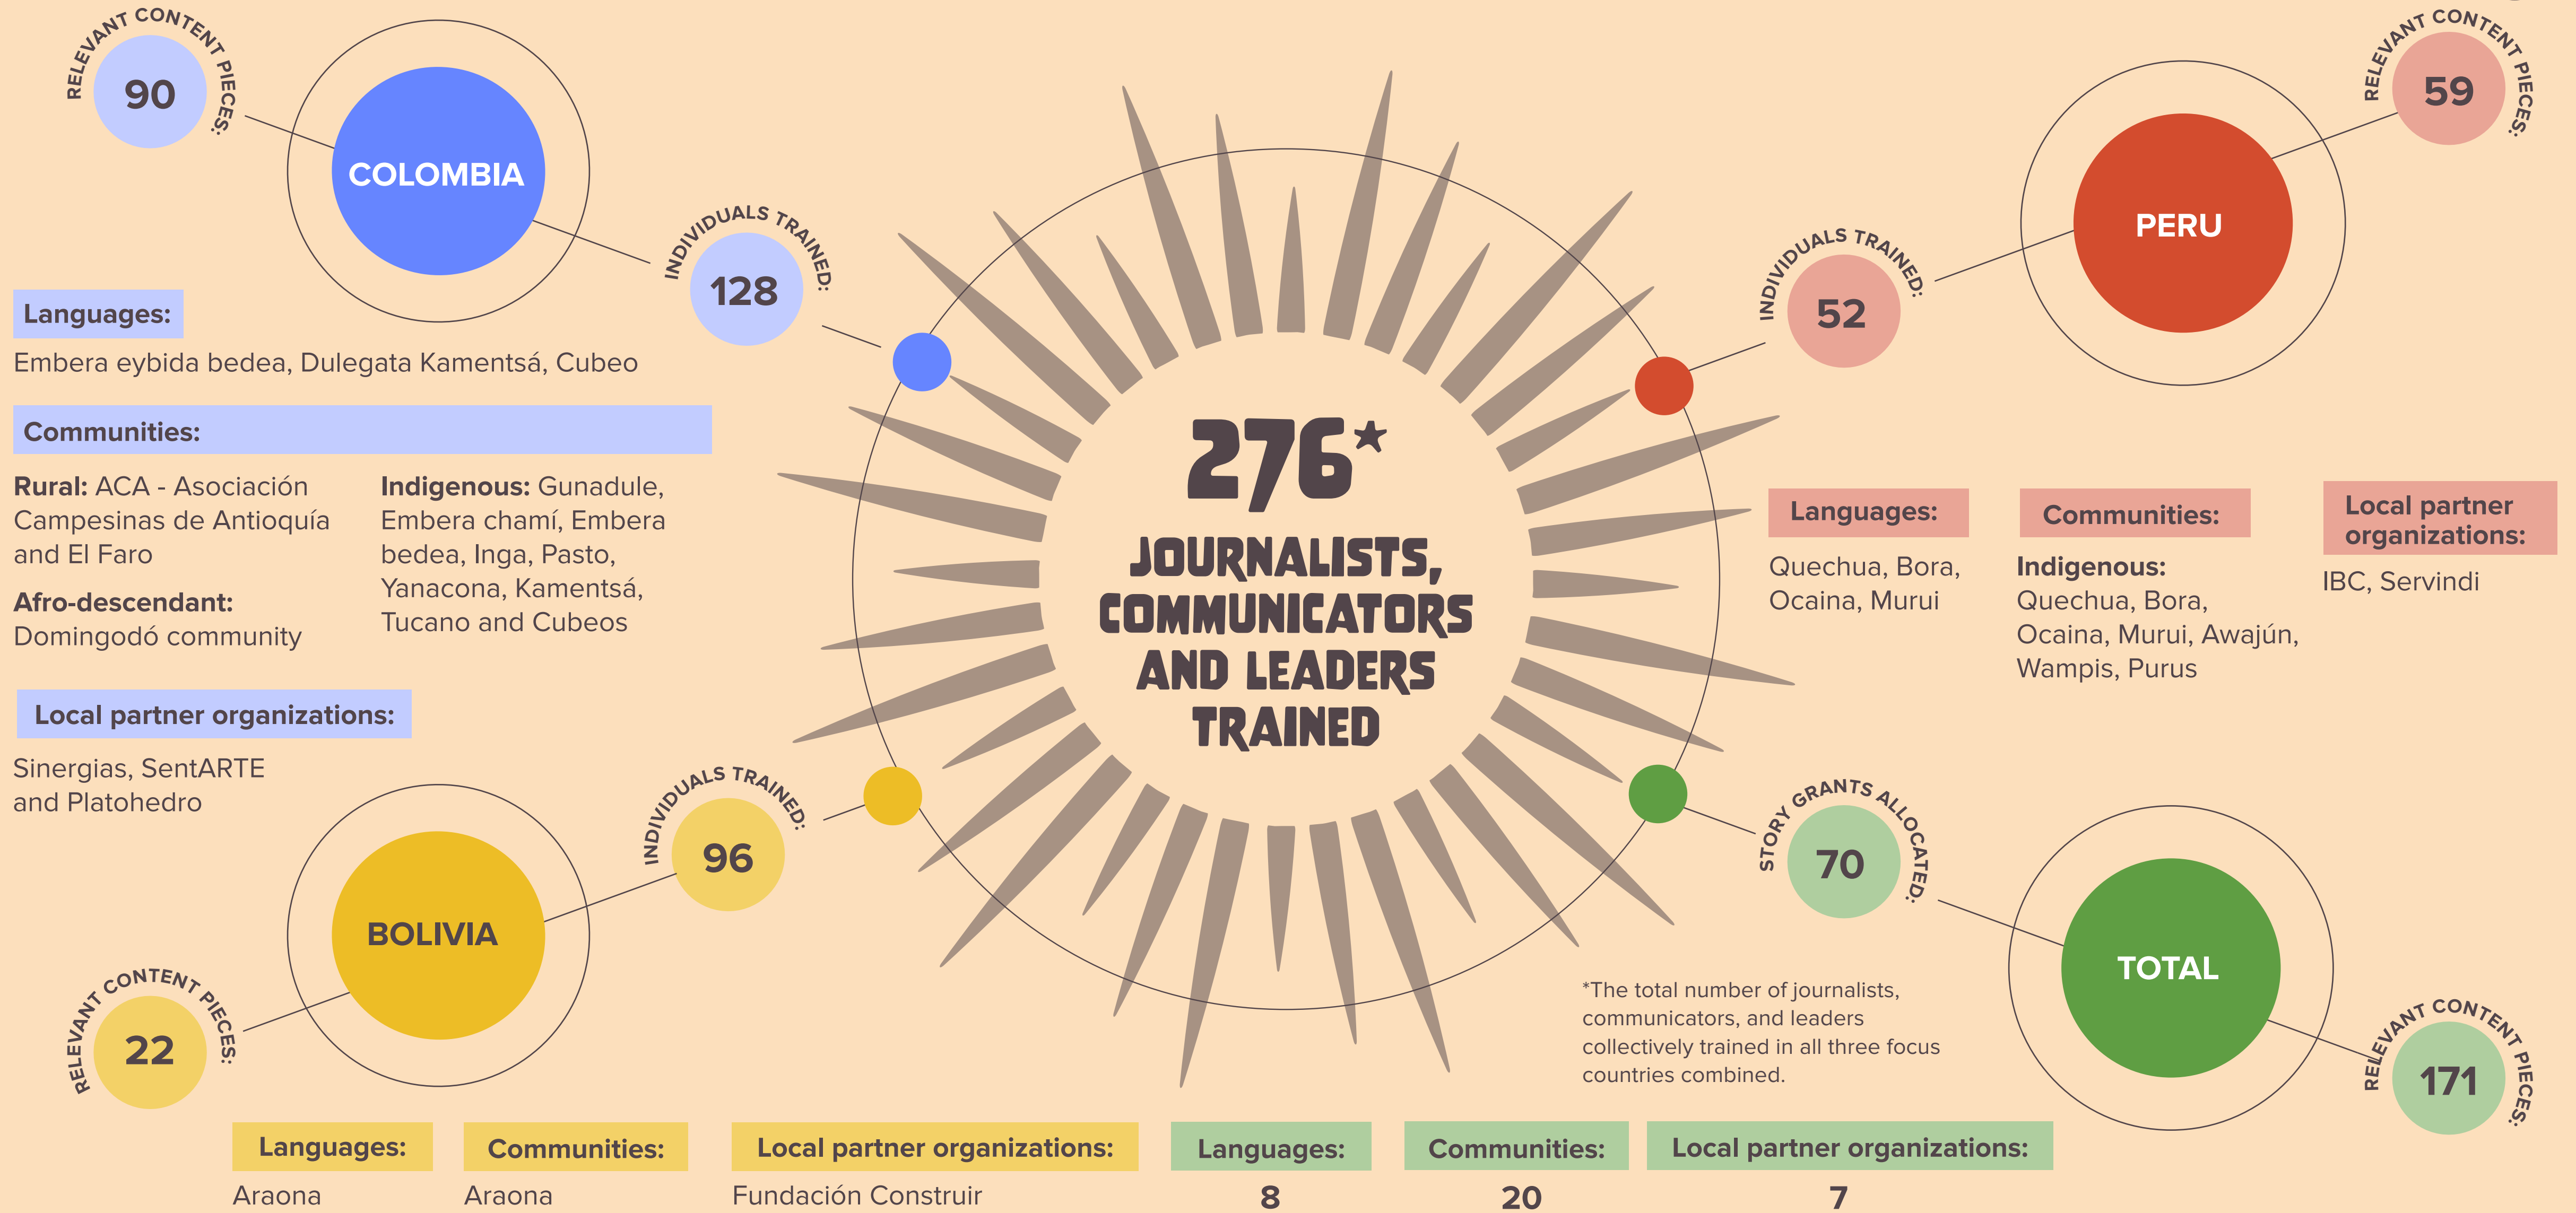 RELEVANT CONTENT PIECES:
90
COLOMBIA
INDIVIDUALS TRAINED:
128
Languages:
Embera eybida bedea, Dulegata Kamentsá, Cubeo
Communities:
Rural: ACA - Asociación
Campesinas de Antioquía
and El Faro
Afro-descendant:
Domingodó community
Indigenous: Gunadule,
Embera chamí, Embera
bedea, Inga, Pasto,
Yanacona, Kamentsá,
Tucano and Cubeos
Local partner organizations:
Sinergias, SentARTE
and Platohedro
276*
JOURNALISTS,
COMMUNICATORS
AND LEADERS
TRAINED
RELEVANT CONTENT PIECES:
59
PERU
INDIVIDUALS TRAINED:
52
Languages:
Quechua, Bora,
Ocaina, Murui
Communities:
Indigenous:
Quechua, Bora,
Ocaina, Murui, Awajún,
Wampis, Purus
Local partner
organizations:
IBC, Servindi
INDIVIDUALS TRAINED:
96
BOLIVIA
RELEVANT CONTENT PIECES:
22
Languages:
Araona
Communities:
Araona
Local partner organizations:
Fundación Construir
STORY GRANTS ALLOCATED:
70
TOTAL
RELEVANT CONTENT PIECES:
171
*The total number of journalists,
communicators, and leaders
collectively trained in all three focus
countries combined.
Languages:
8
Communities:
20
Local partner organizations:
7